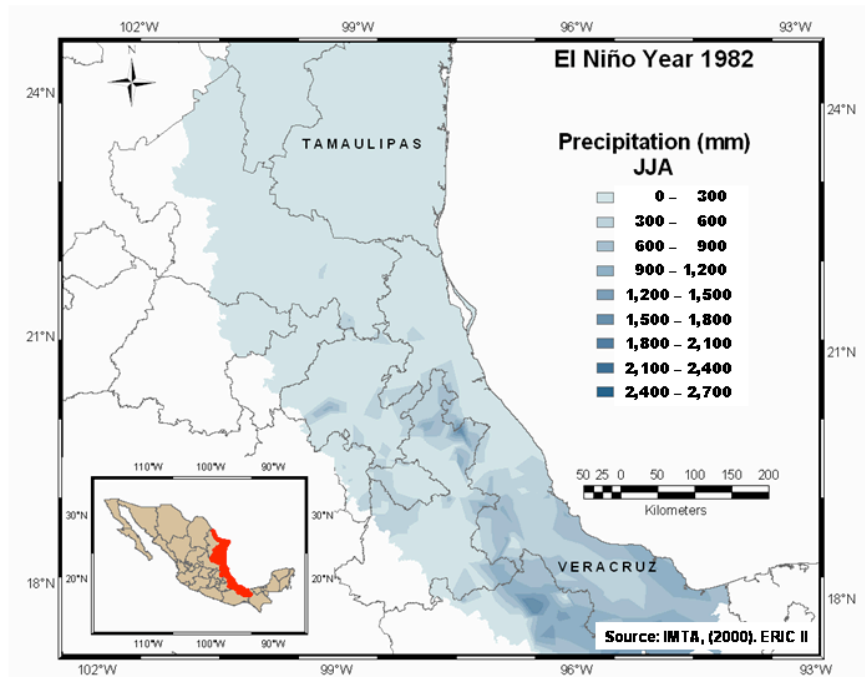 102°W 99°W 96°W 93°W
N
El Niño Year 1982
24°N 24°N
TAMAULIPAS
Precipitation (mm)
JJA
0 – 300
300 – 600
600 – 900
900 – 1,200
1,200 – 1,500
1,500 – 1,800
1,800 – 2,100
2,100 – 2,400
2,400 – 2,700
21°N 21°N
50 25 0 50 100 150 200
Kilometers
110°W 100°W 90°W
30°N 30°N
20°N 20°N
110°W 100°W 90°W
VERACRUZ
18°N 18°N
Source: IMTA, (2000). ERIC II
102°W 99°W 96°W 93°W